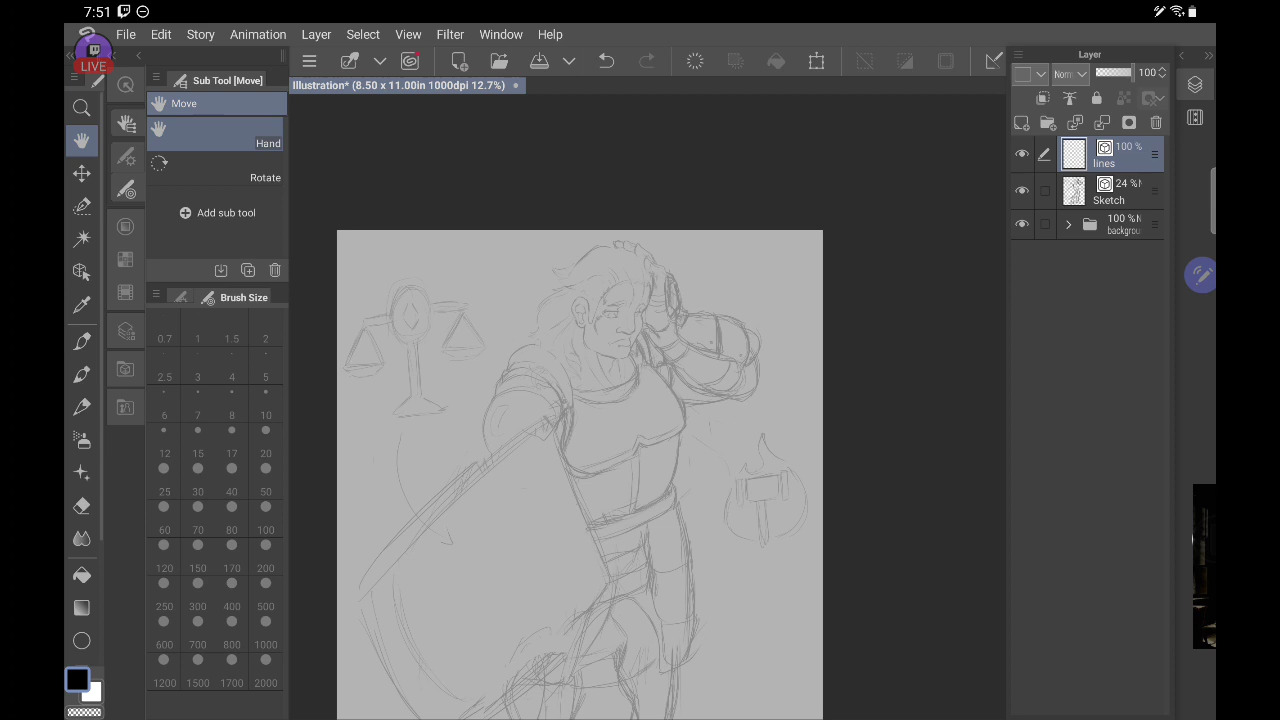 7:51
File Edit Story Animation Layer Select View Filter Window Help
LIVE
Sub Tool [Move]
Illustration* (8.50 x 11.00in 1000dpi 12.7%)
Layer
Move
Hand
Rotate
Add sub tool
Brush Size
0.7 1 1.5 2
2.5 3 4 5
6 7 8 10
12 15 17 20
25 30 40 50
60 70 80 100
120 150 170 200
250 300 400 500
600 700 800 1000
1200 1500 1700 2000
Norn 100
100 %
lines
24 %
Sketch
100 % N
backgrou